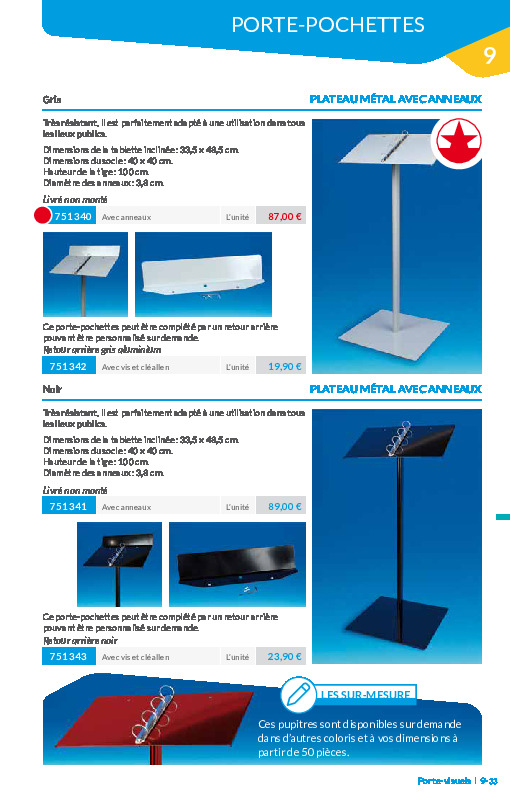 PORTE-POCHETTES
9
Gris
PLATEAU MÉTAL AVEC ANNEAUX
Très résistant, il est parfaitement adapté à une utilisation dans tous
les lieux publics.
Dimensions de la tablette inclinée : 33,5 x 48,5 cm.
Dimensions du socle : 40 x 40 cm.
Hauteur de la tige : 100 cm.
Diamètre des anneaux : 3,8 cm.
Livré non monté
751340 Avec anneaux L'unité 87,00 €
Ce porte-pochettes peut être complété par un retour arrière
pouvant être personnalisé sur demande.
Retour arrière gris aluminium
751342 Avec vis et clé allen L'unité 19,90 €
Noir
PLATEAU MÉTAL AVEC ANNEAUX
Très résistant, il est parfaitement adapté à une utilisation dans tous
les lieux publics.
Dimensions de la tablette inclinée : 33,5 x 48,5 cm.
Dimensions du socle : 40 x 40 cm.
Hauteur de la tige : 100 cm.
Diamètre des anneaux : 3,8 cm.
Livré non monté
751341 Avec anneaux L'unité 89,00 €
Ce porte-pochettes peut être complété par un retour arrière
pouvant être personnalisé sur demande.
Retour arrière noir
751343 Avec vis et clé allen L'unité 23,90 €
LES SUR-MESURE
Ces pupitres sont disponibles sur demande
dans d'autres coloris et à vos dimensions à
partir de 50 pièces.
Porte-visuels | 9-33